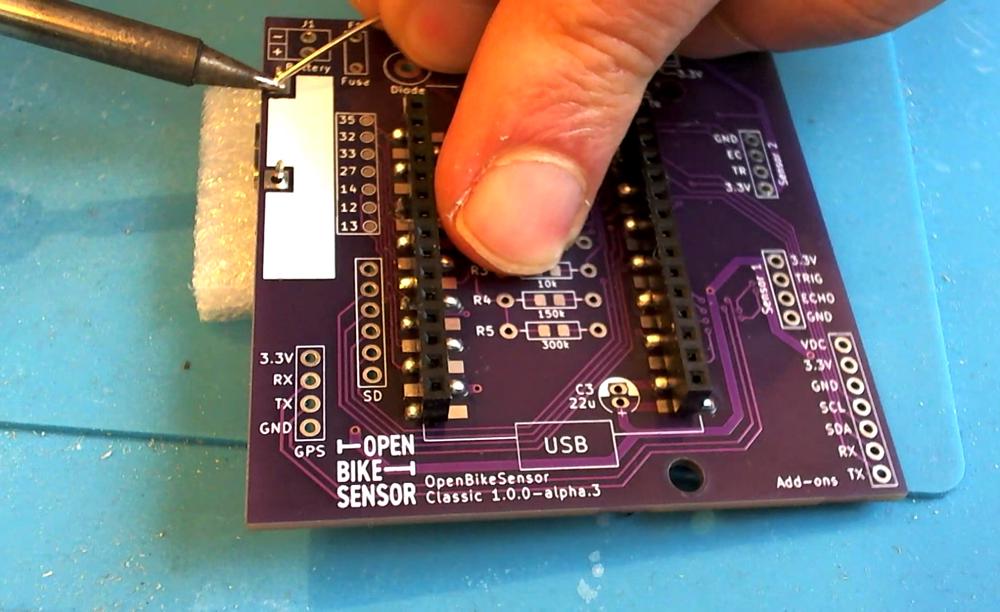 J1
-
+
Battery
Fuse
Diode
35
32
33
27
14
12
13
SD
3.3V
RX
TX
GND
GPS
R3
10k
R4
150k
R5
300k
C3
22u
+
USB
OPEN
BIKE
SENSOR
OpenBikeSensor
Classic 1.0.0-alpha.3
3.3V
GND
EC
TR
3.3V
Sensor 2
Sensor 1
3.3V
TRIG
ECHO
GND
VDC
3.3V
GND
SCL
SDA
RX
TX
Add-ons